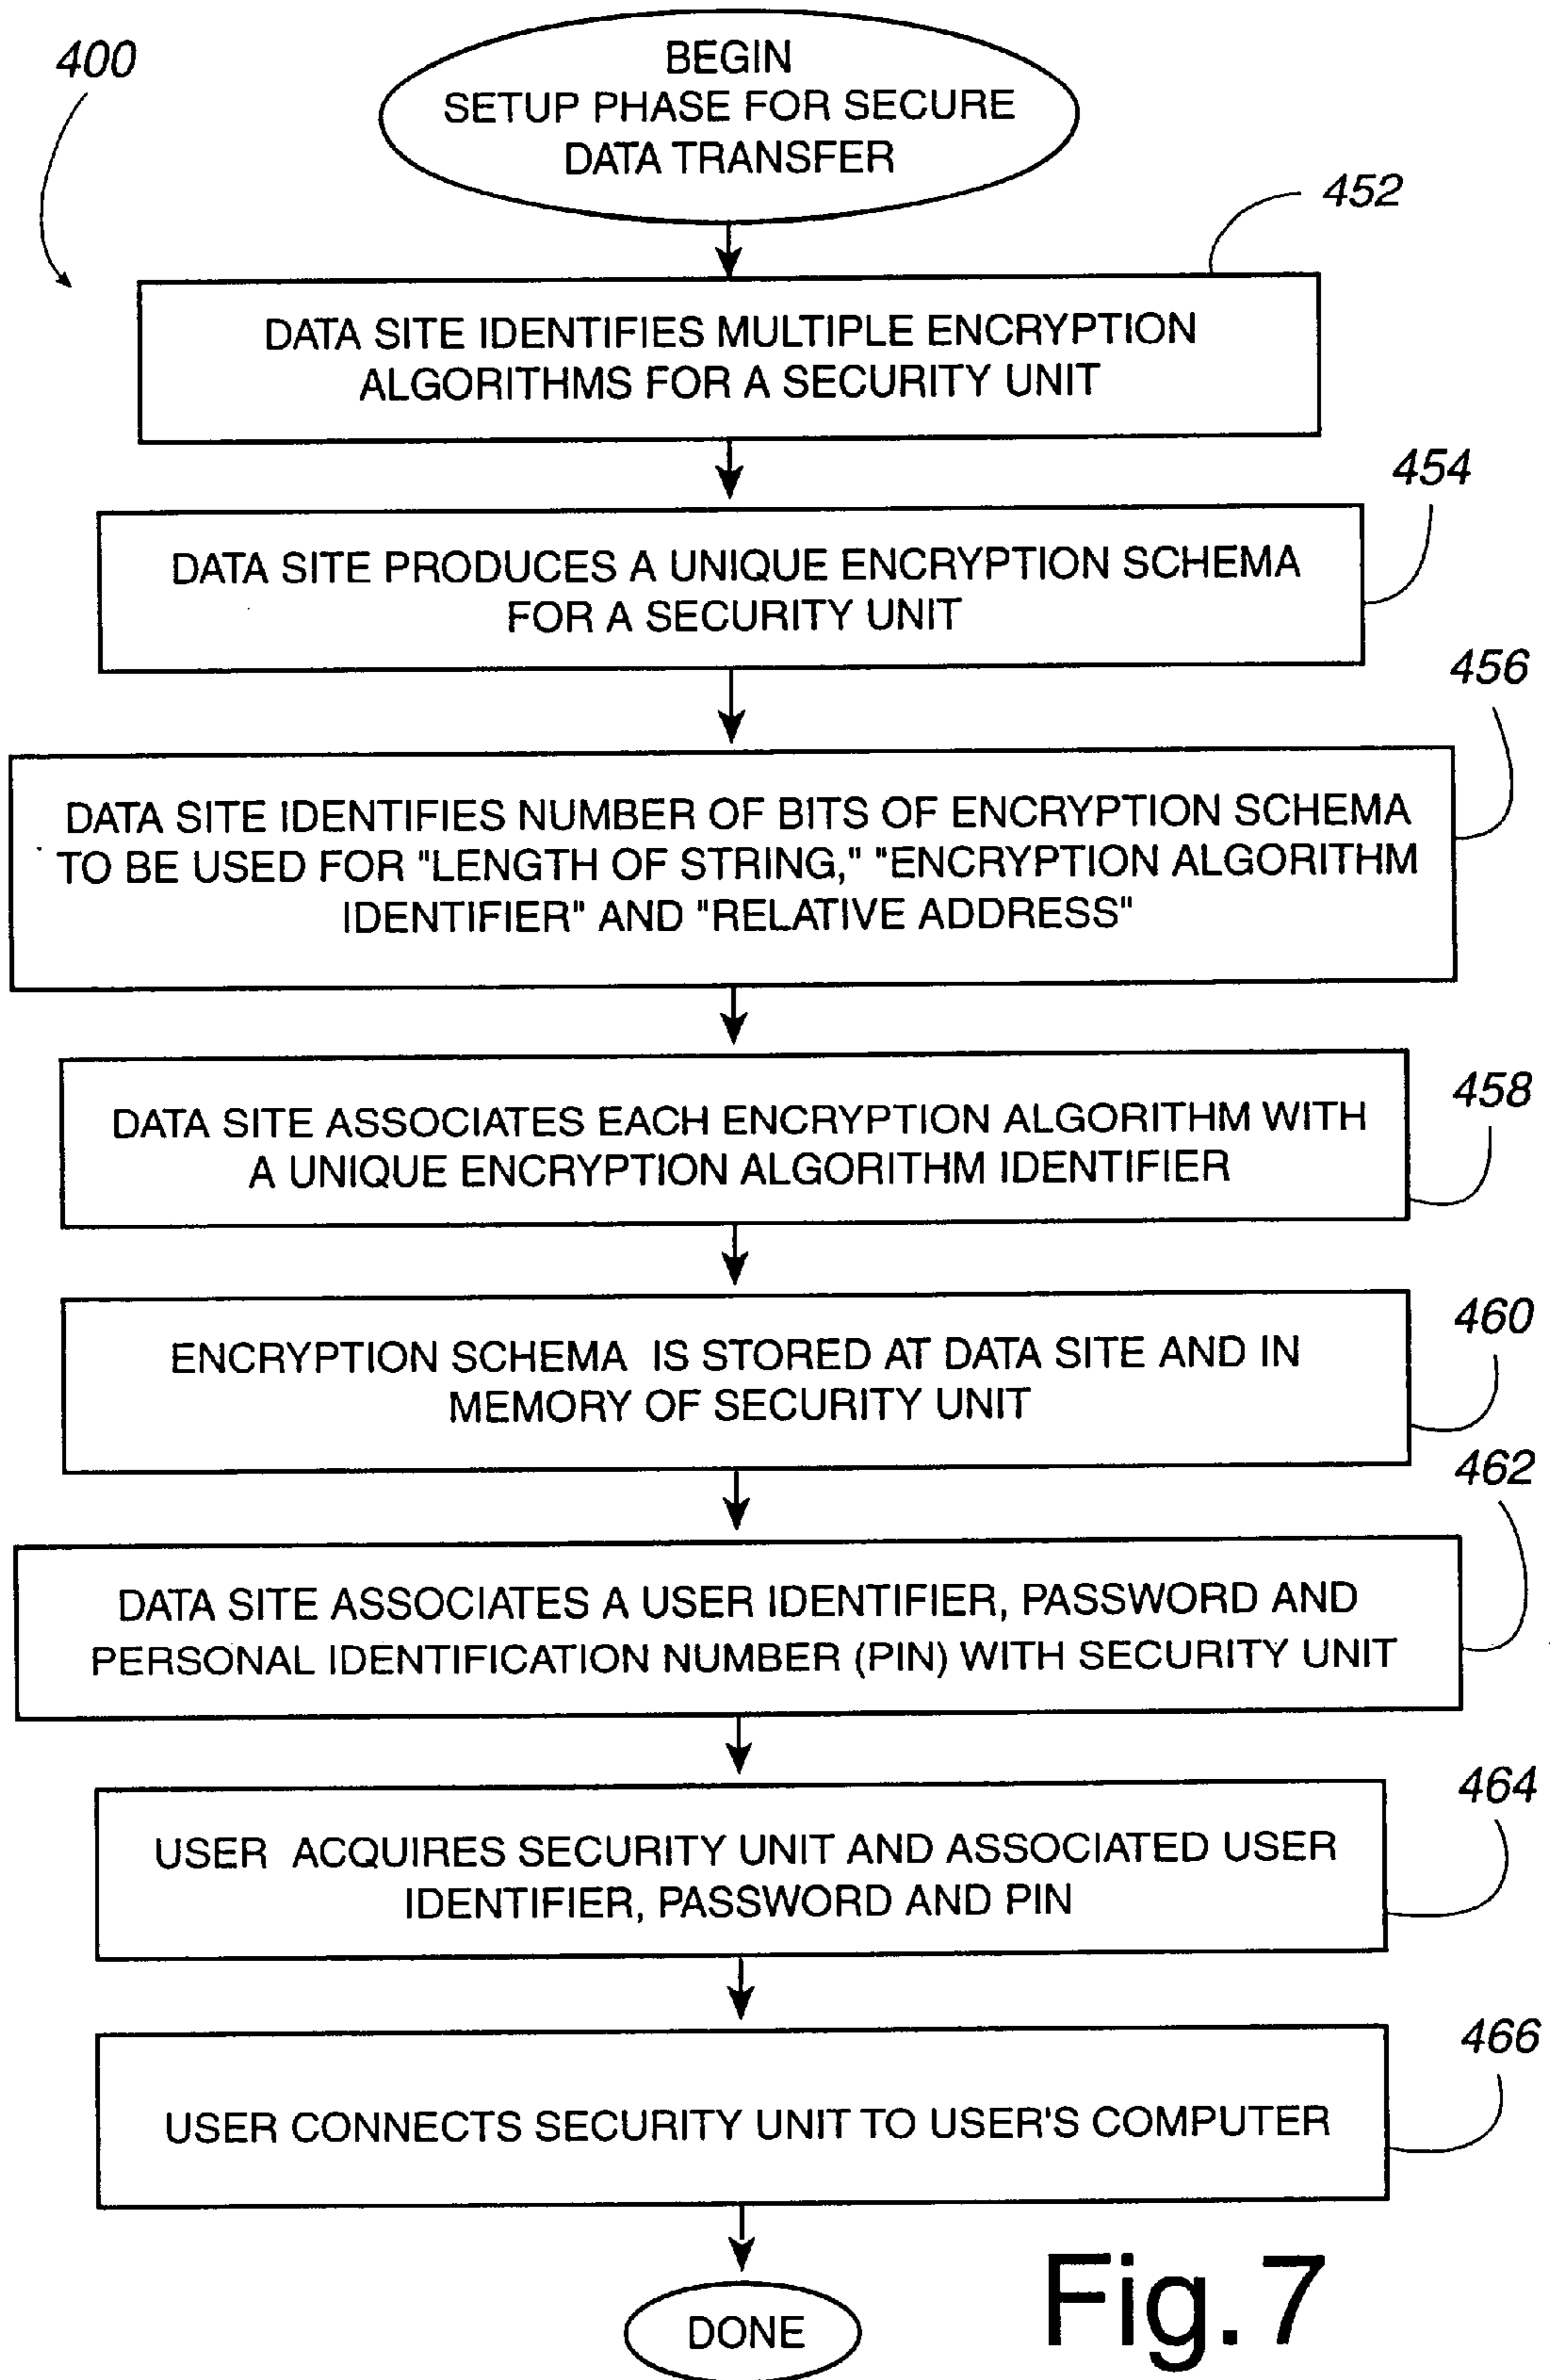 400
BEGIN
SETUP PHASE FOR SECURE
DATA TRANSFER
452
DATA SITE IDENTIFIES MULTIPLE ENCRYPTION
ALGORITHMS FOR A SECURITY UNIT
454
DATA SITE PRODUCES A UNIQUE ENCRYPTION SCHEMA
FOR A SECURITY UNIT
456
DATA SITE IDENTIFIES NUMBER OF BITS OF ENCRYPTION SCHEMA
TO BE USED FOR "LENGTH OF STRING," "ENCRYPTION ALGORITHM
IDENTIFIER" AND "RELATIVE ADDRESS"
458
DATA SITE ASSOCIATES EACH ENCRYPTION ALGORITHM WITH
A UNIQUE ENCRYPTION ALGORITHM IDENTIFIER
460
ENCRYPTION SCHEMA IS STORED AT DATA SITE AND IN
MEMORY OF SECURITY UNIT
462
DATA SITE ASSOCIATES A USER IDENTIFIER, PASSWORD AND
PERSONAL IDENTIFICATION NUMBER (PIN) WITH SECURITY UNIT
464
USER ACQUIRES SECURITY UNIT AND ASSOCIATED USER
IDENTIFIER, PASSWORD AND PIN
466
USER CONNECTS SECURITY UNIT TO USER'S COMPUTER
DONE
Fig.7